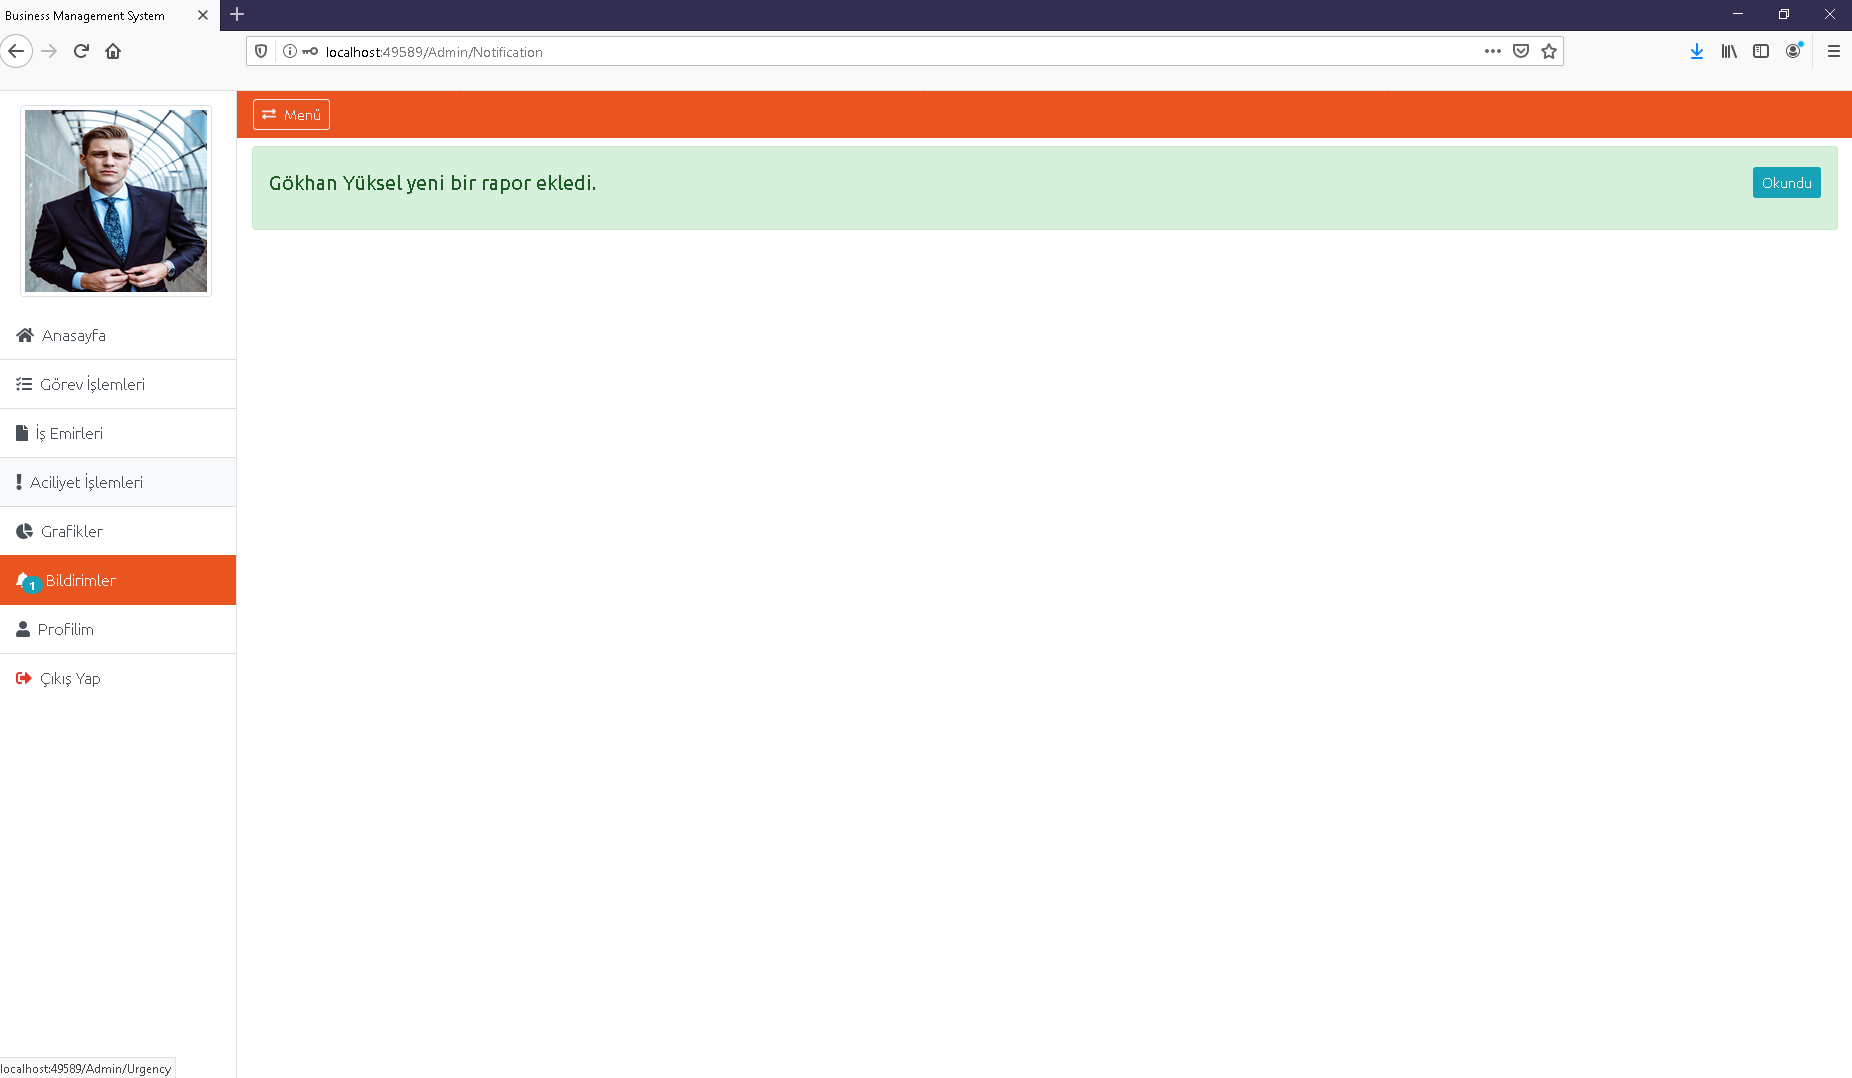 Business Management System
localhost:49589/Admin/Notification
Menü
Gökhan Yüksel yeni bir rapor ekledi.
Okundu
Anasayfa
Görev İşlemleri
İş Emirleri
Aciliyet İşlemleri
Grafikler
1 Bildirimler
Profilim
Çıkış Yap
localhost:49589/Admin/Urgency